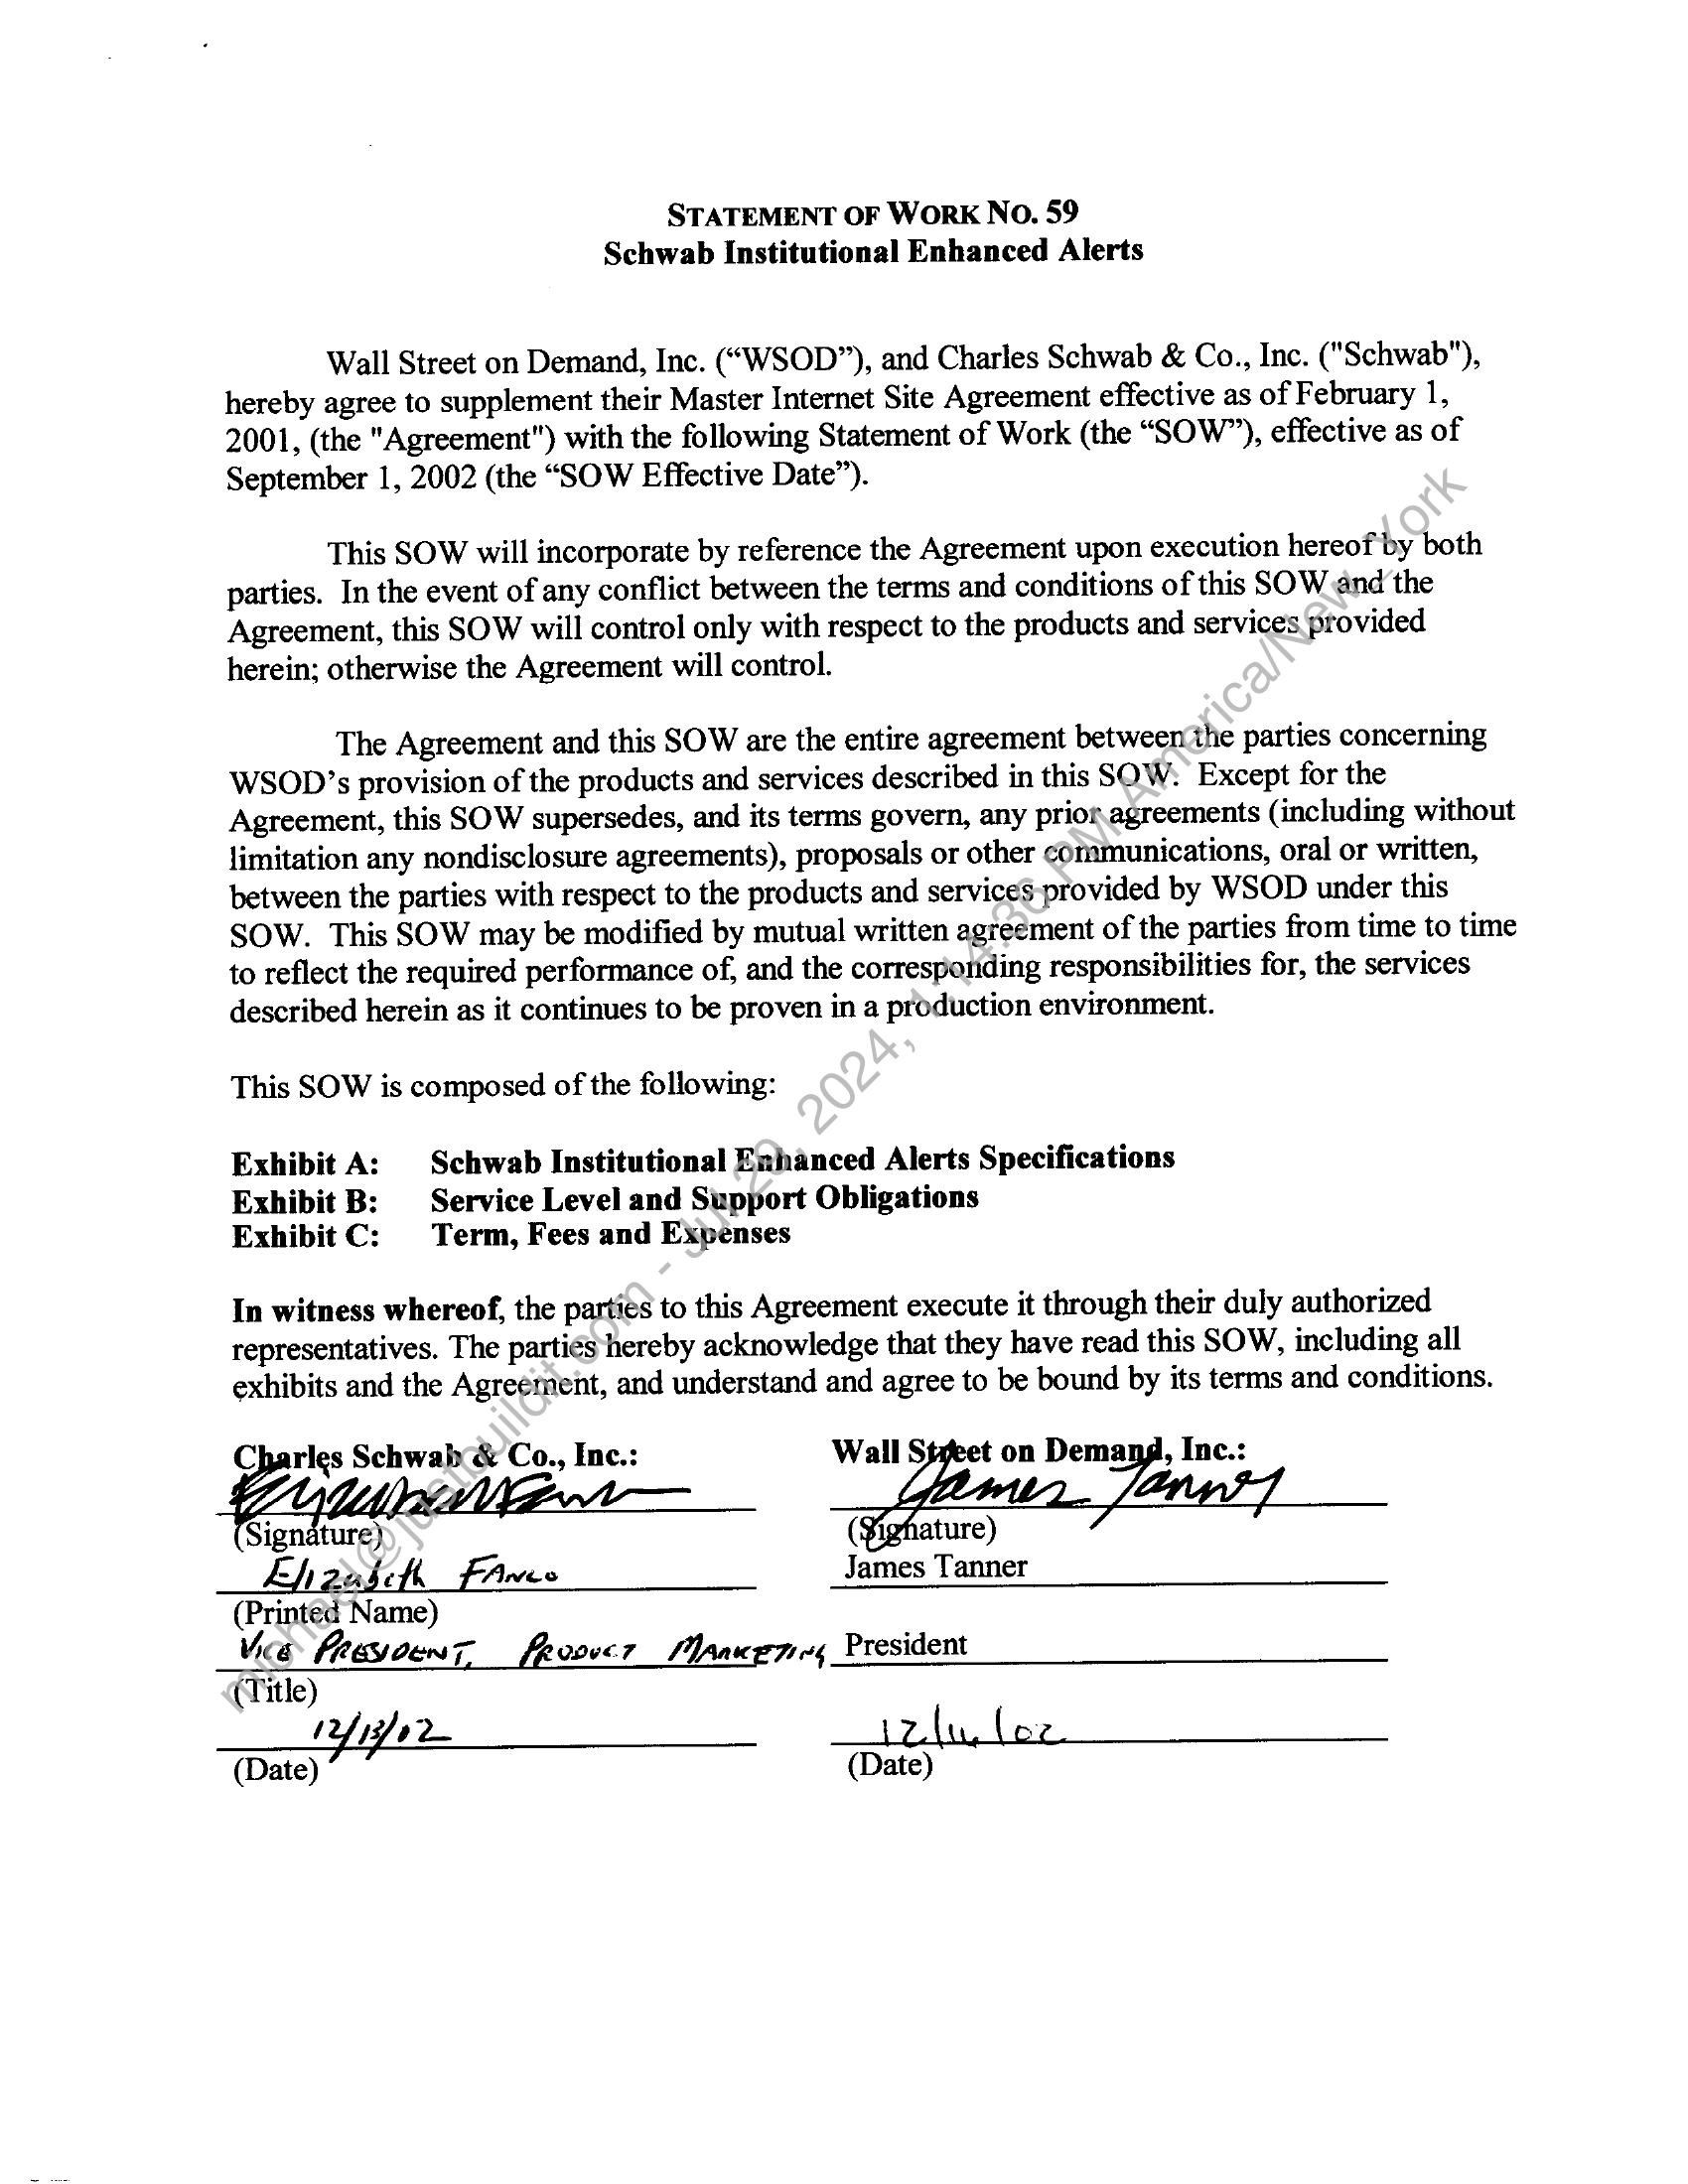 STATEMENT OF WORK NO. 59
Schwab Institutional Enhanced Alerts
Wall Street on Demand, Inc. (“WSOD”), and Charles Schwab & Co., Inc. ("Schwab"),
hereby agree to supplement their Master Internet Site Agreement effective as of February 1,
2001, (the "Agreement") with the following Statement of Work (the “SOW”), effective as of
September 1, 2002 (the “SOW Effective Date”).
This SOW will incorporate by reference the Agreement upon execution hereof by both
parties. In the event of any conflict between the terms and conditions of this SOW and the
Agreement, this SOW will control only with respect to the products and services provided
herein; otherwise the Agreement will control.
The Agreement and this SOW are the entire agreement between the parties concerning
WSOD’s provision of the products and services described in this SOW. Except for the
Agreement, this SOW supersedes, and its terms govern, any prior agreements (including without
limitation any nondisclosure agreements), proposals or other communications, oral or written,
between the parties with respect to the products and services provided by WSOD under this
SOW. This SOW may be modified by mutual written agreement of the parties from time to time
to reflect the required performance of, and the corresponding responsibilities for, the services
described herein as it continues to be proven in a production environment.
This SOW is composed of the following:
Exhibit A: Schwab Institutional Enhanced Alerts Specifications
Exhibit B: Service Level and Support Obligations
Exhibit C: Term, Fees and Expenses
In witness whereof, the parties to this Agreement execute it through their duly authorized
representatives. The parties hereby acknowledge that they have read this SOW, including all
exhibits and the Agreement, and understand and agree to be bound by its terms and conditions.
Charles Schwab & Co., Inc.: Wall Street on Demand, Inc.:
James Tanner
(Signature) (Signature)
Elizabeth James Tanner
(Printed Name)
VICE PRESIDENT, PRODUCT MARKETING President
(Title)
12/13/02
(Date) (Date)
michael@justbuildit.com - Jul 29, 2024, 1:14:36 PM America/New_York